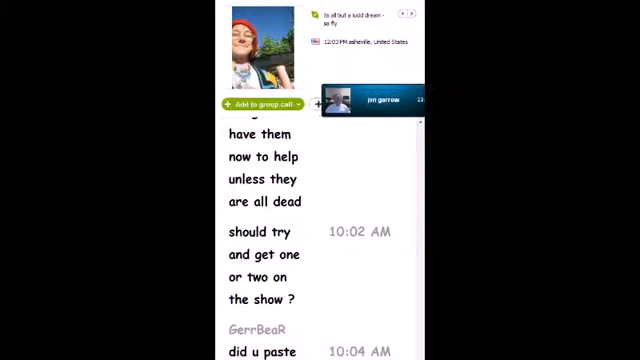 its all but a lucid dream -
so fly
12:03 PM asheville, United States
jim garrow
Add to group call
have them
now to help
unless they
are all dead
should try 10:02 AM
and get one
or two on
the show ?
GerrBeaR
did u paste 10:04 AM